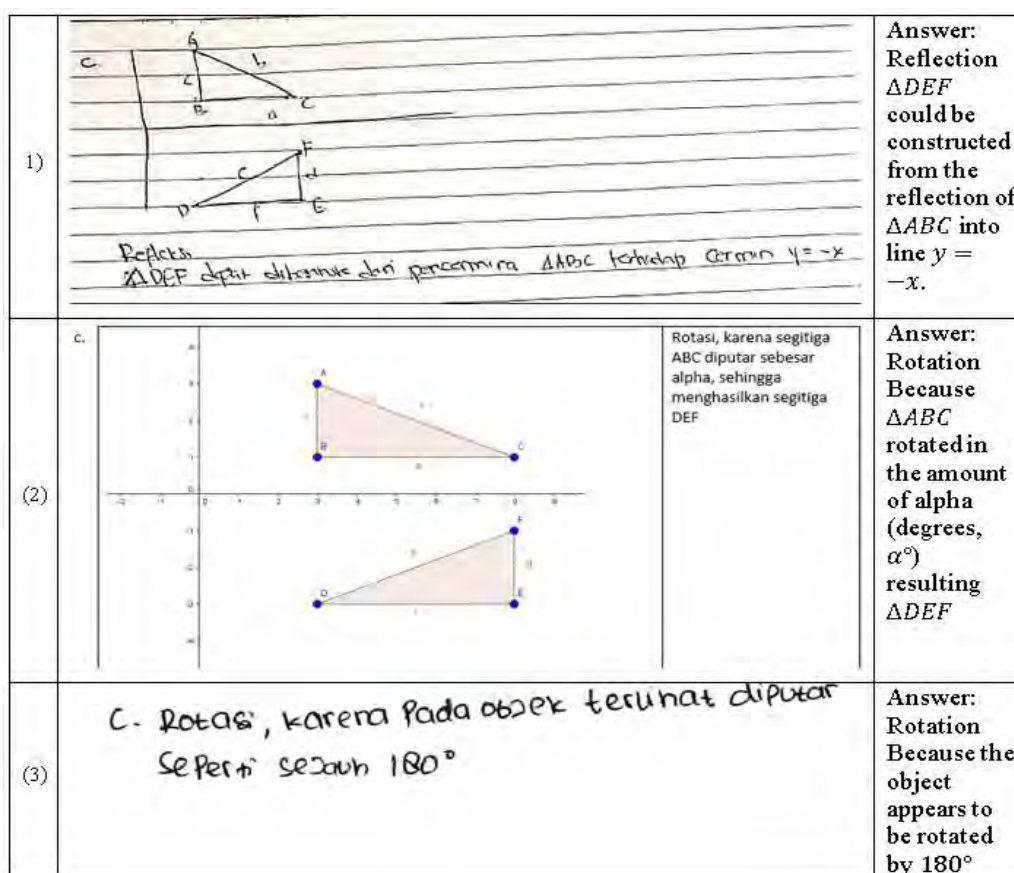 1)
C.
b
B
a
C
F
D
E
Refleksi
ΔDEF dapat dibentuk dari pencerminan ΔABC terhadap cermin y = -x
Answer:
Reflection
ΔDEF
could be
constructed
from the
reflection of
ΔABC into
line y =
−x.
(2)
c.
A
B
C
D
E
F
Rotasi, karena segitiga
ABC diputar sebesar
alpha, sehingga
menghasilkan segitiga
DEF
Answer:
Rotation
Because
ΔABC
rotated in
the amount
of alpha
(degrees,
α°)
resulting
ΔDEF
(3)
C. Rotasi, karena Pada objek terlihat diputar
Seperti sejauh 180°
Answer:
Rotation
Because the
object
appears to
be rotated
by 180°